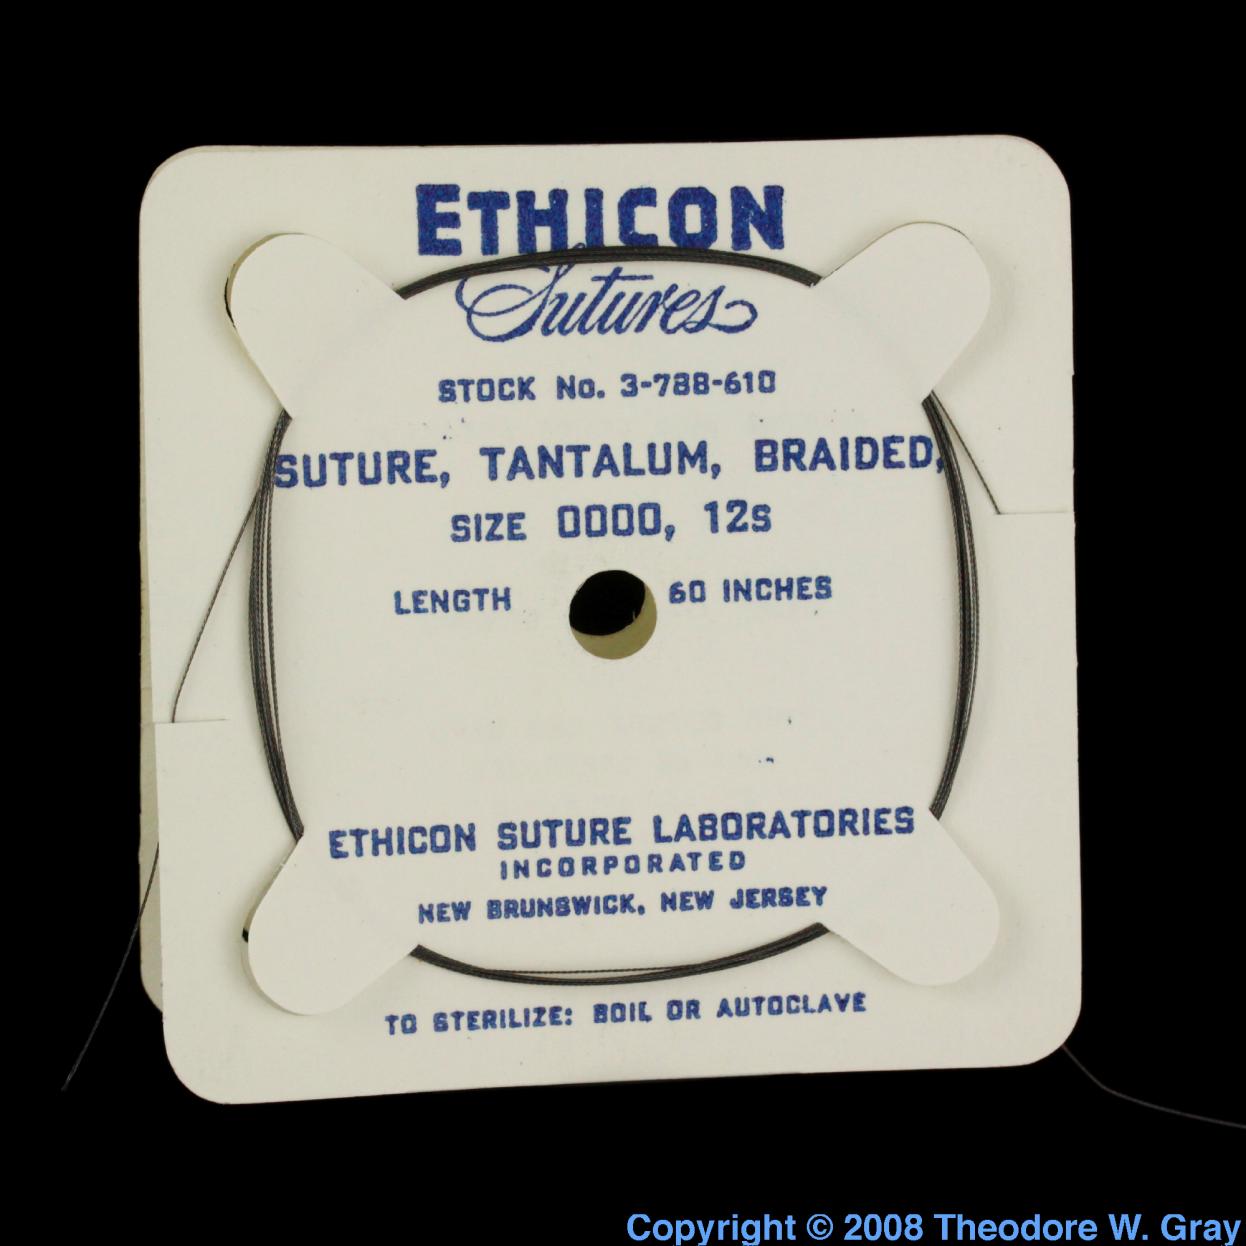 ETHICON
Sutures
STOCK No. 3-788-610
SUTURE, TANTALUM, BRAIDED,
SIZE 0000, 12s
LENGTH 60 INCHES
ETHICON SUTURE LABORATORIES
INCORPORATED
NEW BRUNSWICK, NEW JERSEY
TO STERILIZE: BOIL OR AUTOCLAVE
Copyright © 2008 Theodore W. Gray